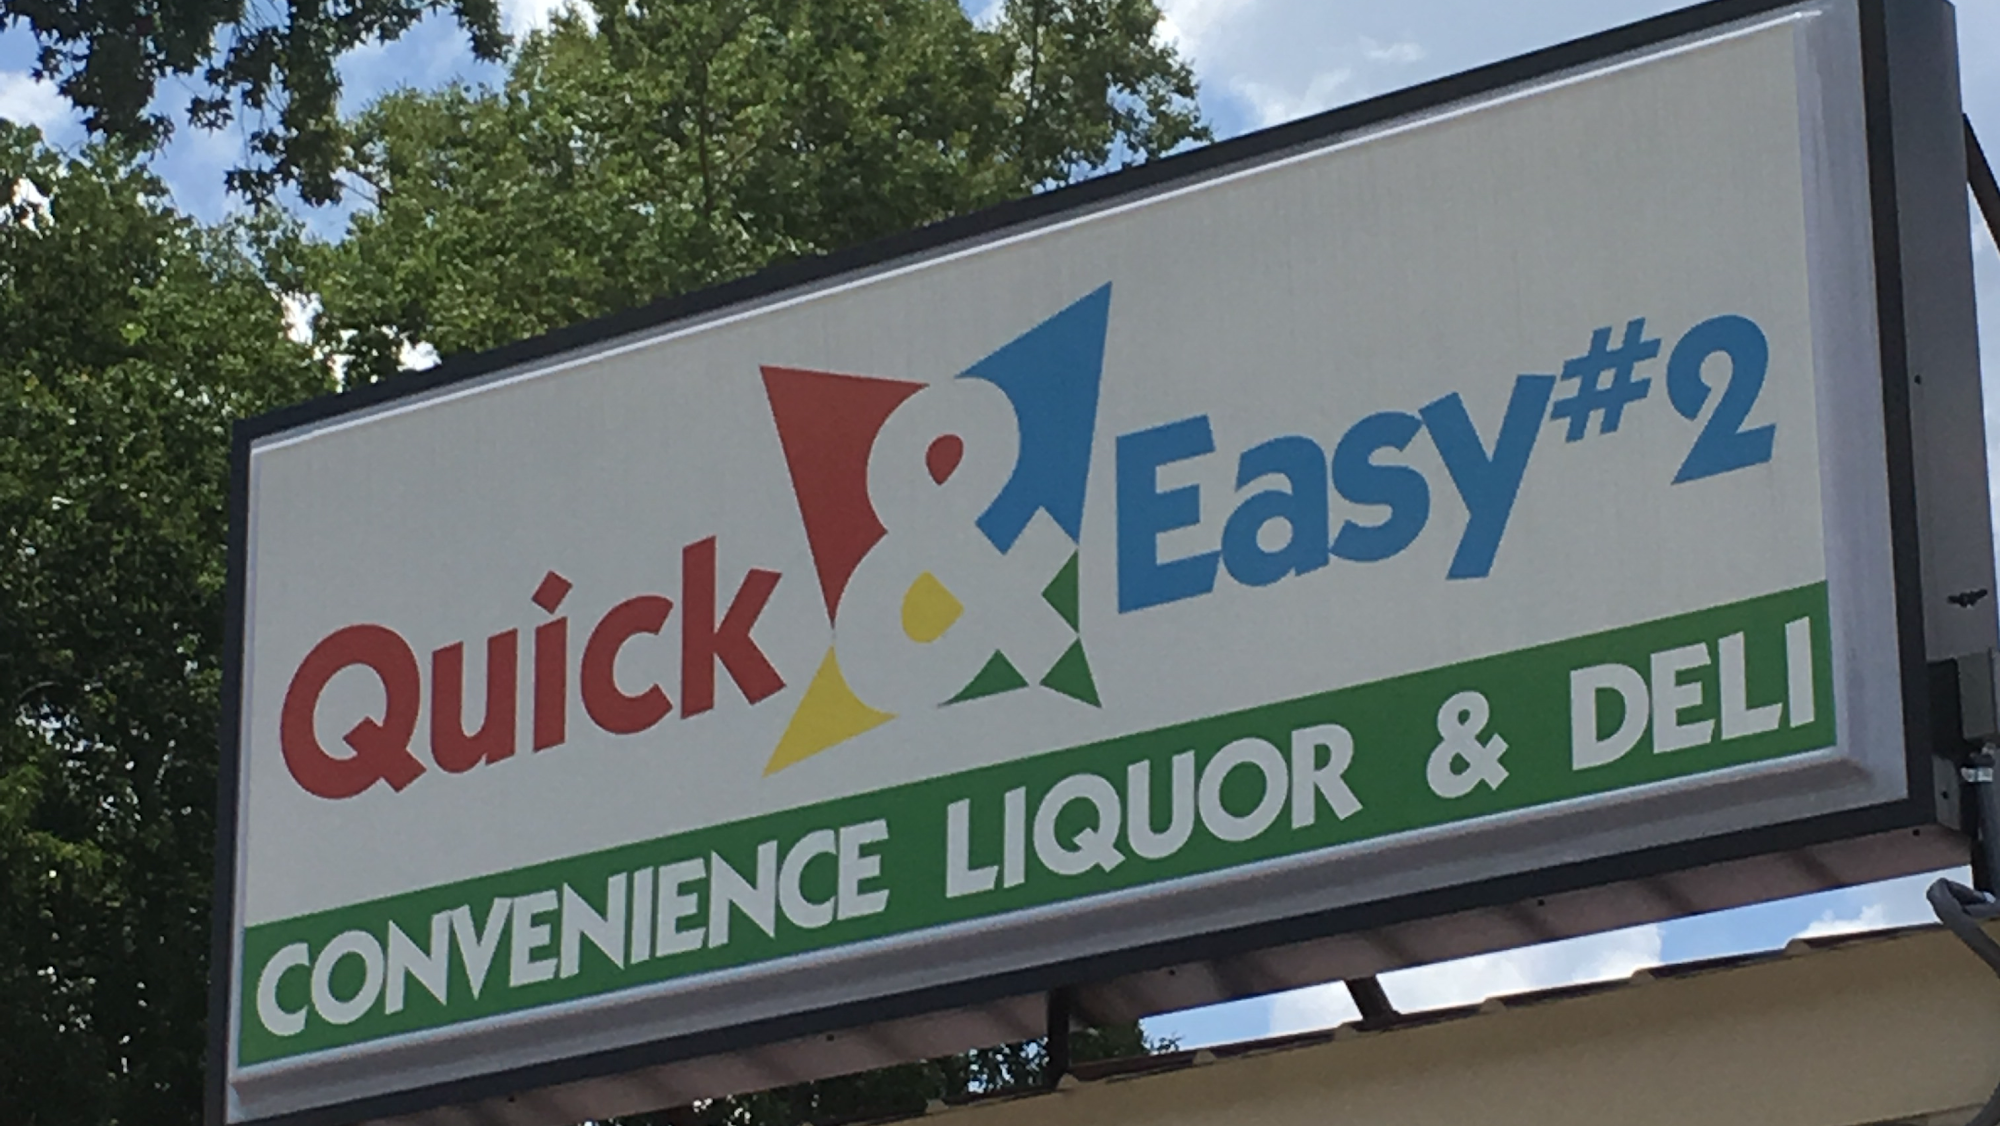 Quick & Easy #2
CONVENIENCE LIQUOR & DELI